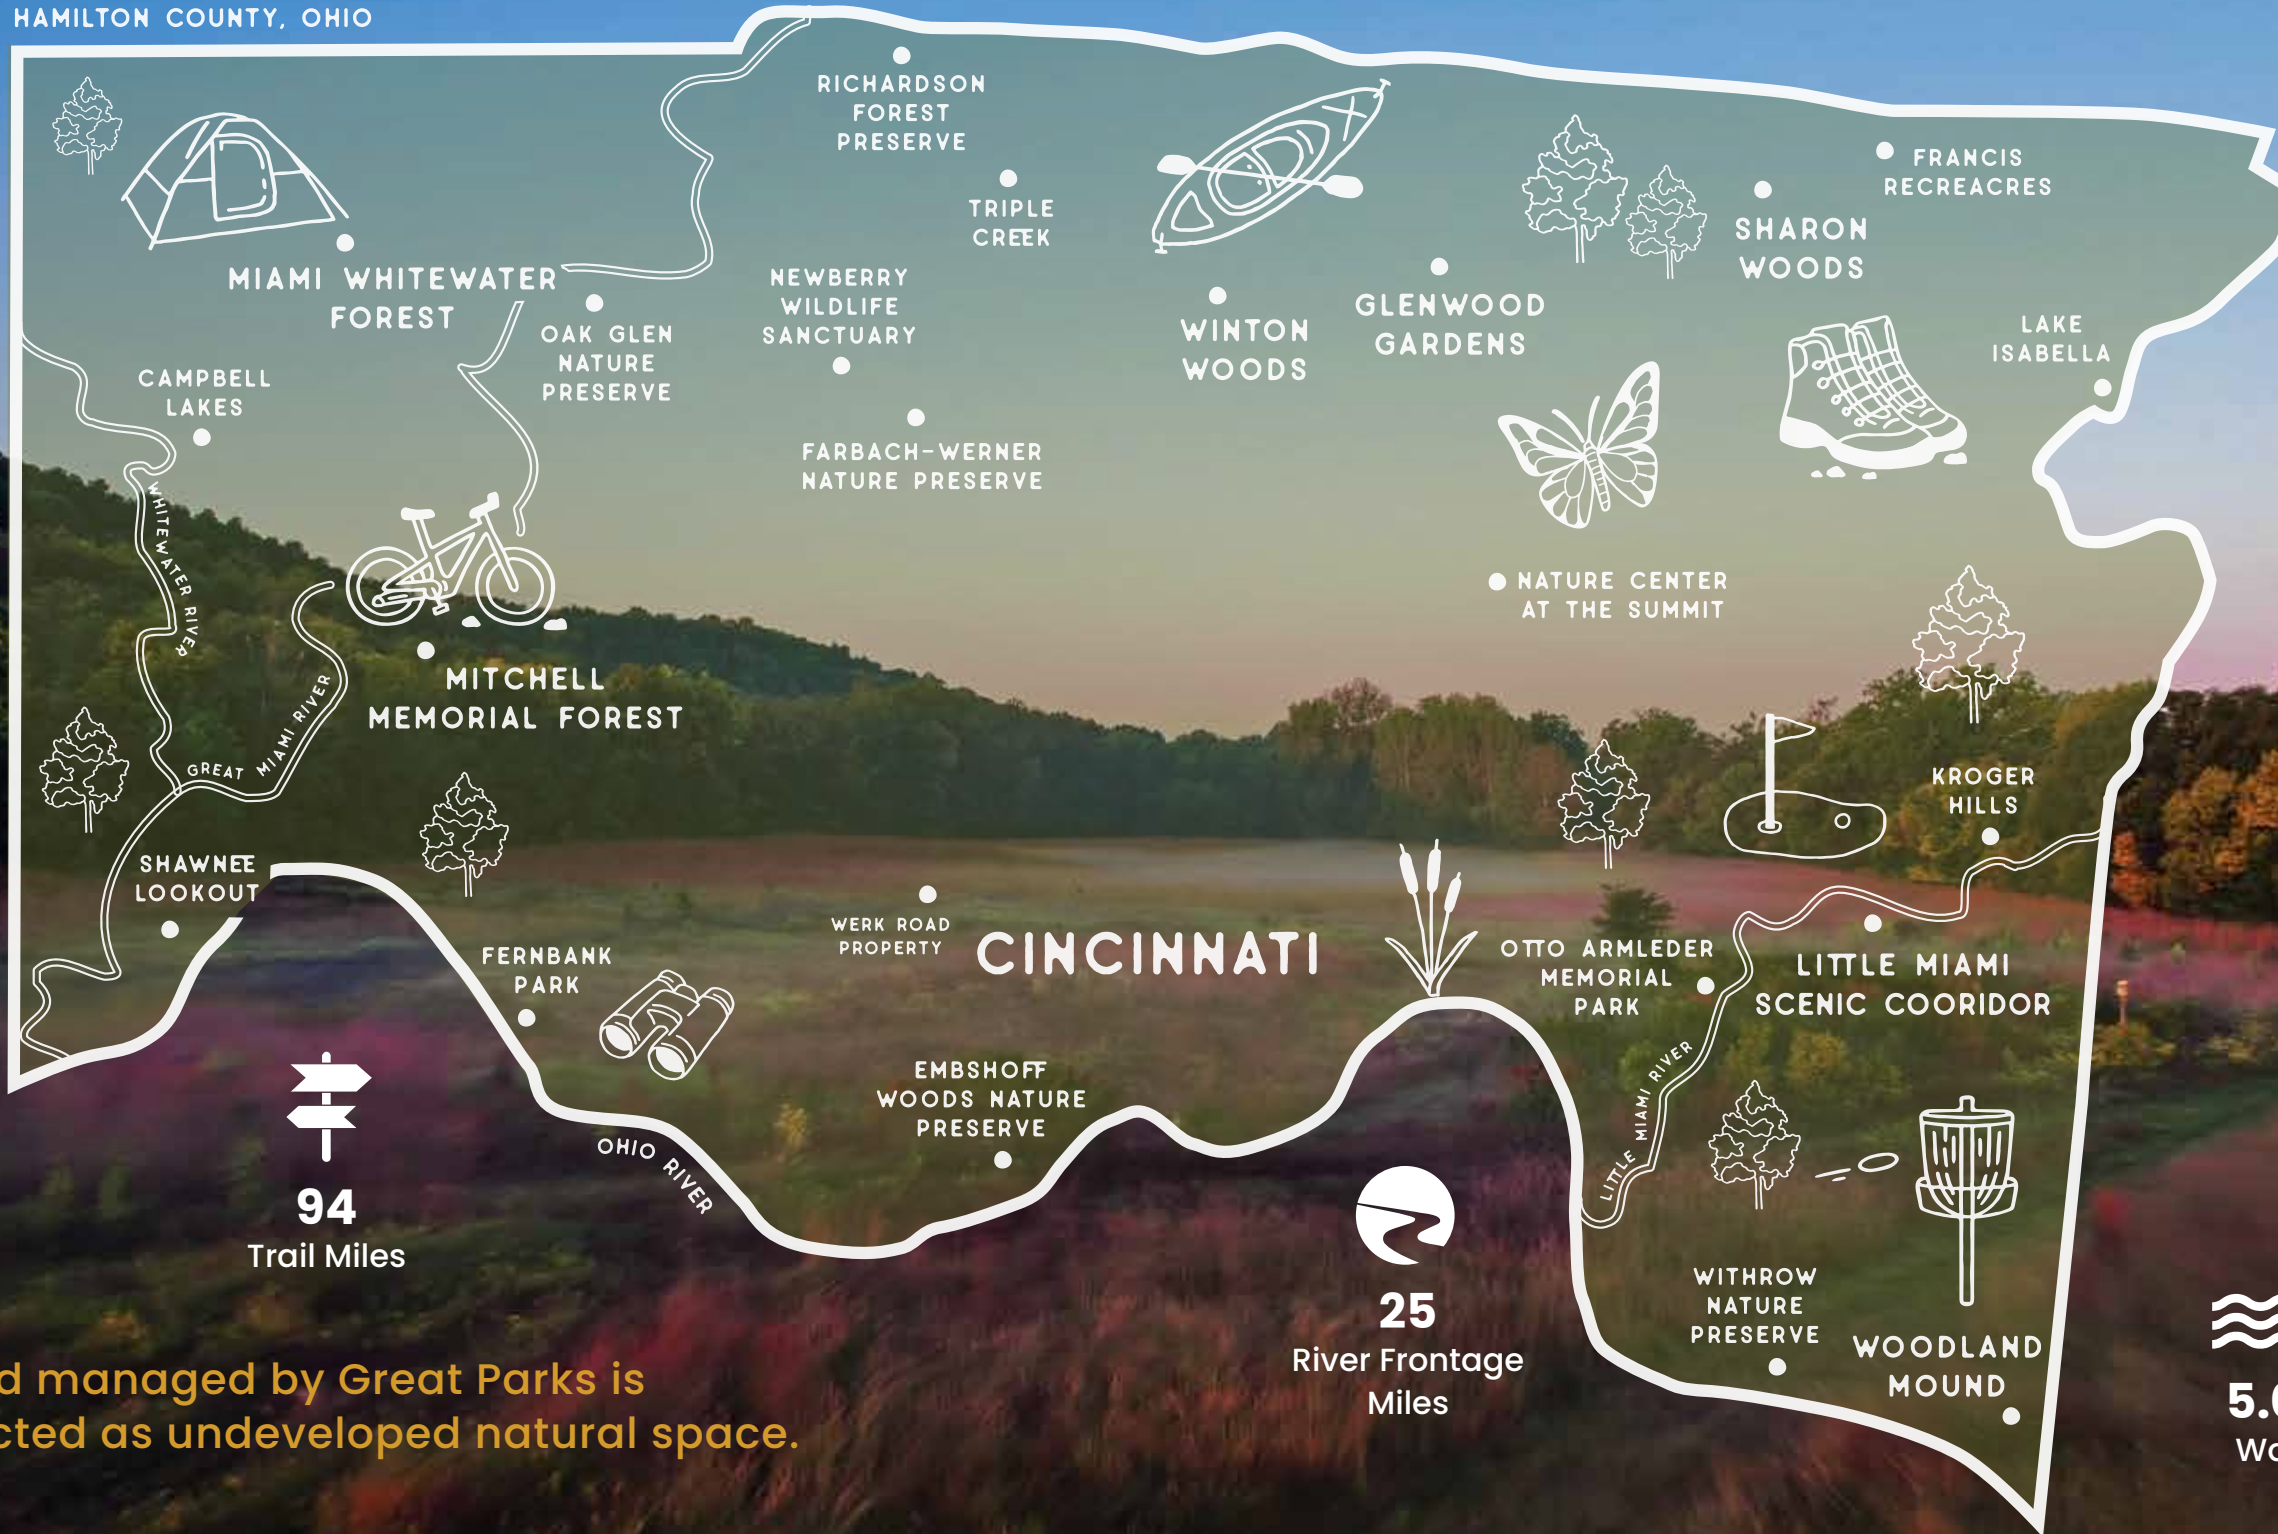 HAMILTON COUNTY, OHIO
RICHARDSON
FOREST
PRESERVE
TRIPLE
CREEK
FRANCIS
RECREACRES
SHARON
WOODS
MIAMI WHITEWATER
FOREST
OAK GLEN
NATURE
PRESERVE
NEWBERRY
WILDLIFE
SANCTUARY
WINTON
WOODS
GLENWOOD
GARDENS
LAKE
ISABELLA
CAMPBELL
LAKES
FARBACH-WERNER
NATURE PRESERVE
WHITEWATER RIVER
NATURE CENTER
AT THE SUMMIT
MITCHELL
MEMORIAL FOREST
GREAT MIAMI RIVER
KROGER
HILLS
SHAWNEE
LOOKOUT
FERNBANK
PARK
WERK ROAD
PROPERTY
CINCINNATI
OTTO ARMLEDER
MEMORIAL
PARK
LITTLE MIAMI
SCENIC COORIDOR
EMBSHOFF
WOODS NATURE
PRESERVE
OHIO RIVER
LITTLE MIAMI RIVER
94
Trail Miles
25
River Frontage
Miles
WITHROW
NATURE
PRESERVE
WOODLAND
MOUND
d managed by Great Parks is
cted as undeveloped natural space.